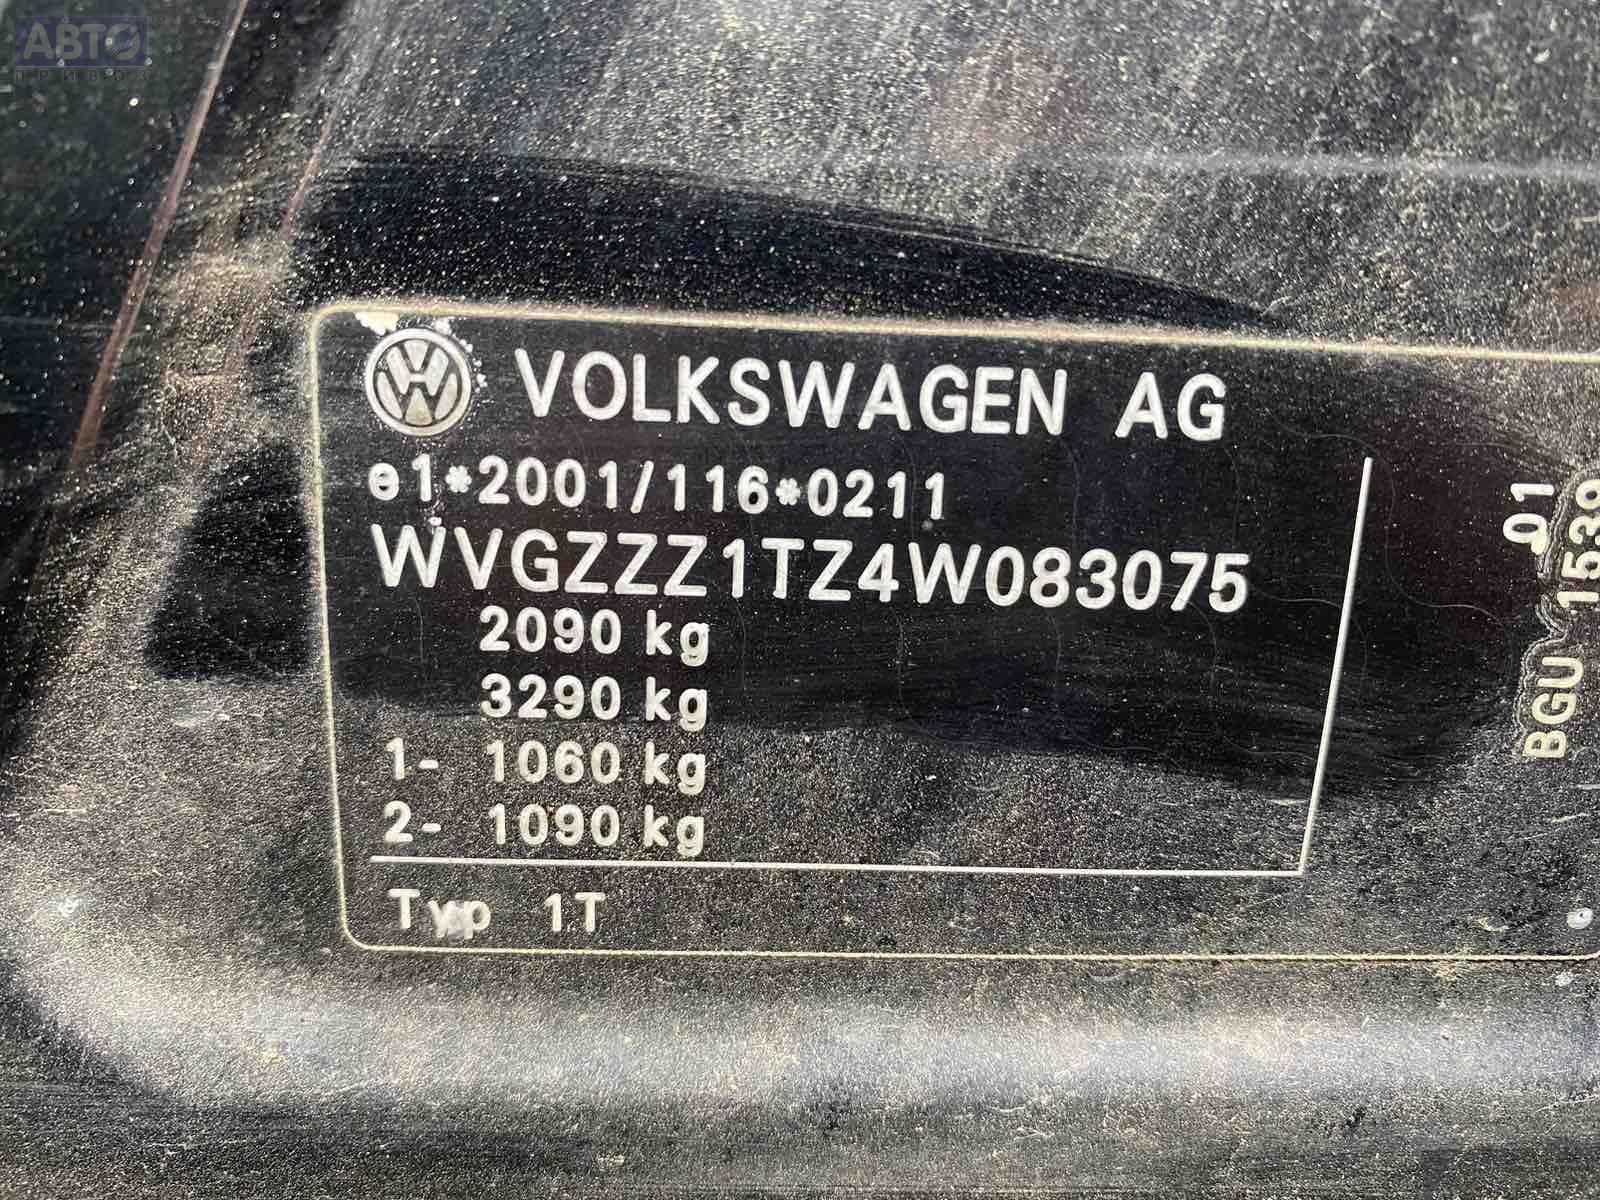 АВТО
ПРИВОЗ
VOLKSWAGEN AG
e1*2001/116*0211
WVGZZZ1TZ4W083075
2090 kg
3290 kg
1- 1060 kg
2- 1090 kg
Typ 1T
01
BGU 1539